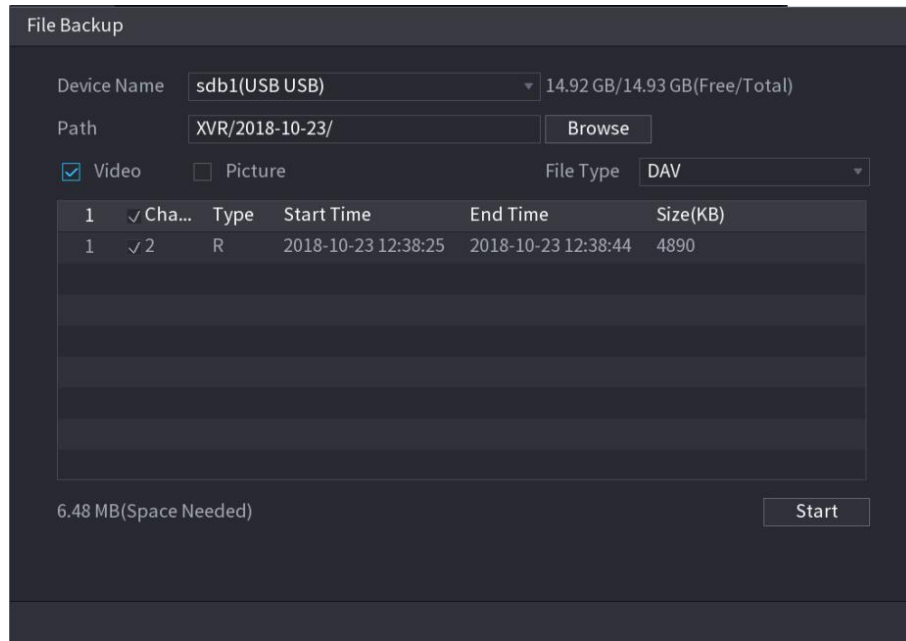 File Backup
Device Name sdb1(USB USB) 14.92 GB/14.93 GB(Free/Total)
Path XVR/2018-10-23/ Browse
Video Picture File Type DAV
1 Cha... Type Start Time End Time Size(KB)
1 2 R 2018-10-23 12:38:25 2018-10-23 12:38:44 4890
6.48 MB(Space Needed) Start